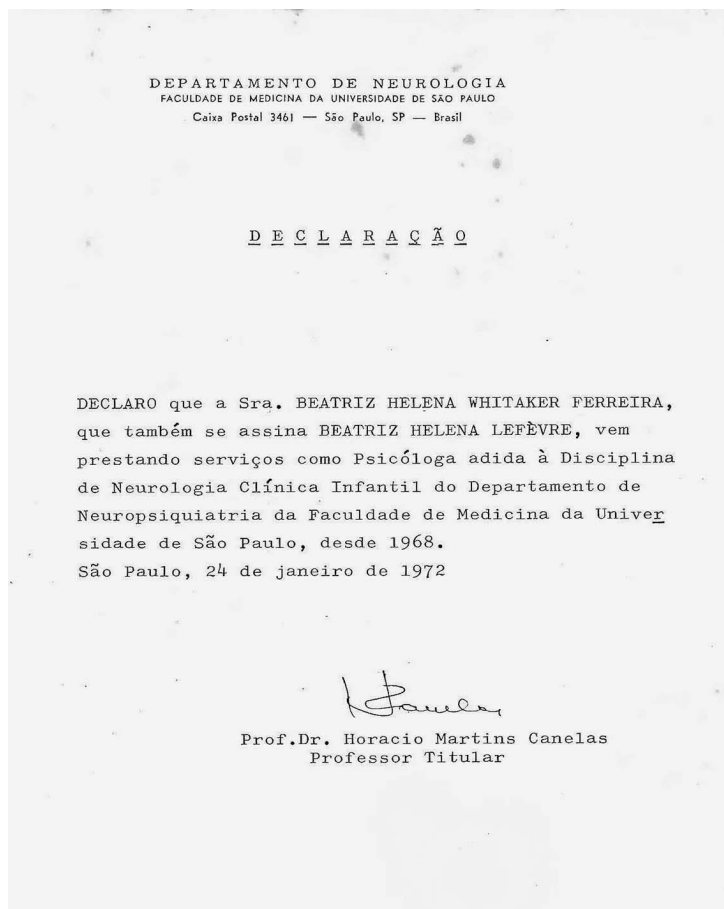 DEPARTAMENTO DE NEUROLOGIA
FACULDADE DE MEDICINA DA UNIVERSIDADE DE SÃO PAULO
Caixa Postal 3461 — São Paulo, SP — Brasil
DECLARAÇÃO
DECLARO que a Sra. BEATRIZ HELENA WHITAKER FERREIRA,
que também se assina BEATRIZ HELENA LEFÈVRE, vem
prestando serviços como Psicóloga adida à Disciplina
de Neurologia Clínica Infantil do Departamento de
Neuropsiquiatria da Faculdade de Medicina da Univer
sidade de São Paulo, desde 1968.
São Paulo, 24 de janeiro de 1972
Prof.Dr. Horacio Martins Canelas
Professor Titular